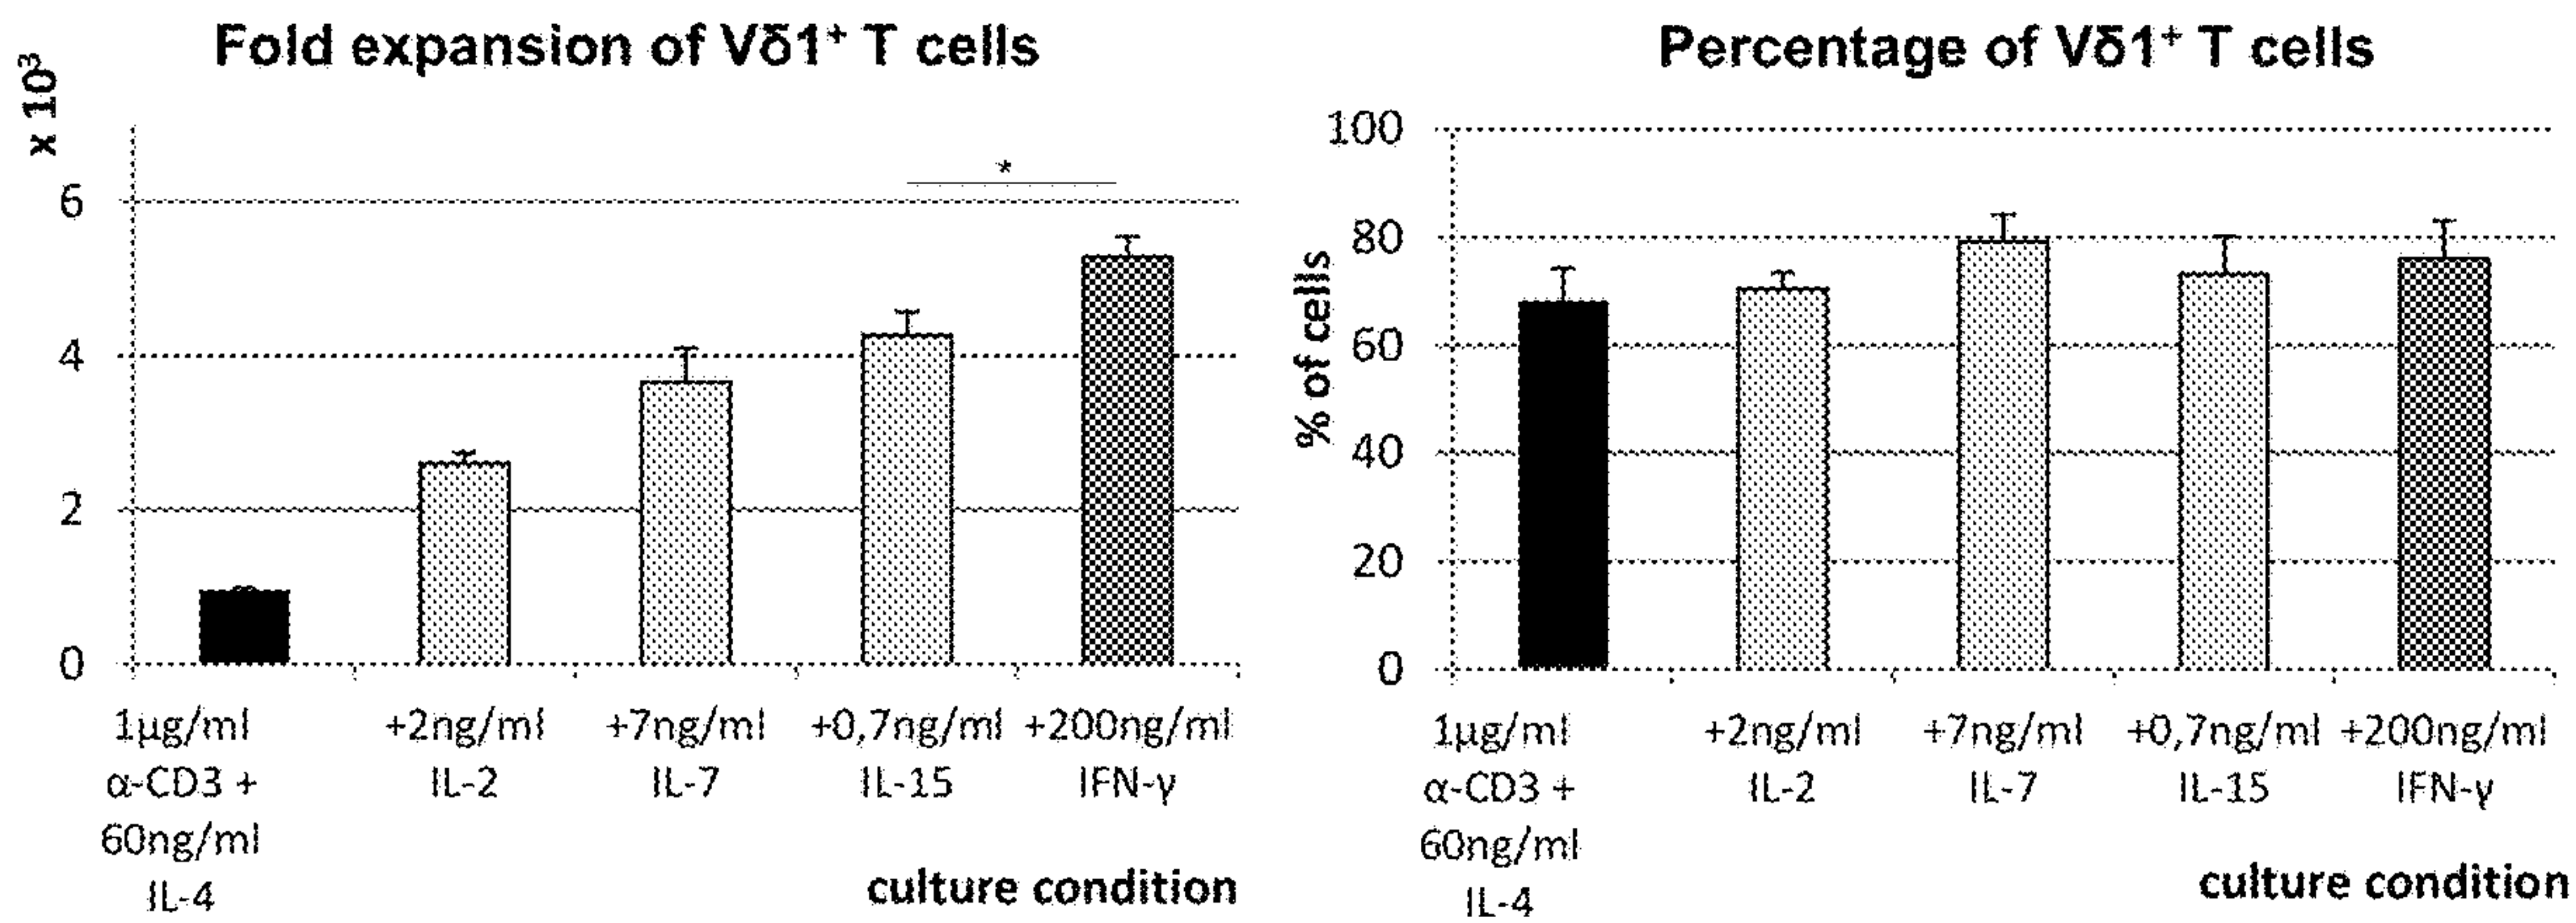 Fold expansion of Vδ1⁺ T cells
x 10³
*
6
4
2
0
1µg/ml +2ng/ml +7ng/ml +0,7ng/ml +200ng/ml
α-CD3 + IL-2 IL-7 IL-15 IFN-γ
60ng/ml
IL-4
culture condition
Percentage of Vδ1⁺ T cells
% of cells
100
80
60
40
20
0
1µg/ml +2ng/ml +7ng/ml +0,7ng/ml +200ng/ml
α-CD3 + IL-2 IL-7 IL-15 IFN-γ
60ng/ml
IL-4
culture condition